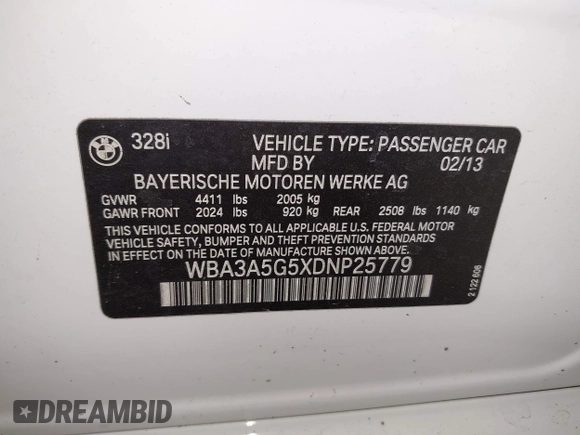 328i VEHICLE TYPE: PASSENGER CAR
MFD BY 02/13
BAYERISCHE MOTOREN WERKE AG
GVWR 4411 lbs 2005 kg
GAWR FRONT 2024 lbs 920 kg REAR 2508 lbs 1140 kg
THIS VEHICLE CONFORMS TO ALL APPLICABLE U.S. FEDERAL MOTOR
VEHICLE SAFETY, BUMPER AND THEFT PREVENTION STANDARDS
IN EFFECT ON THE DATE OF MANUFACTURE SHOWN ABOVE.
WBA3A5G5XDNP25779
2 122 606
DREAMBID